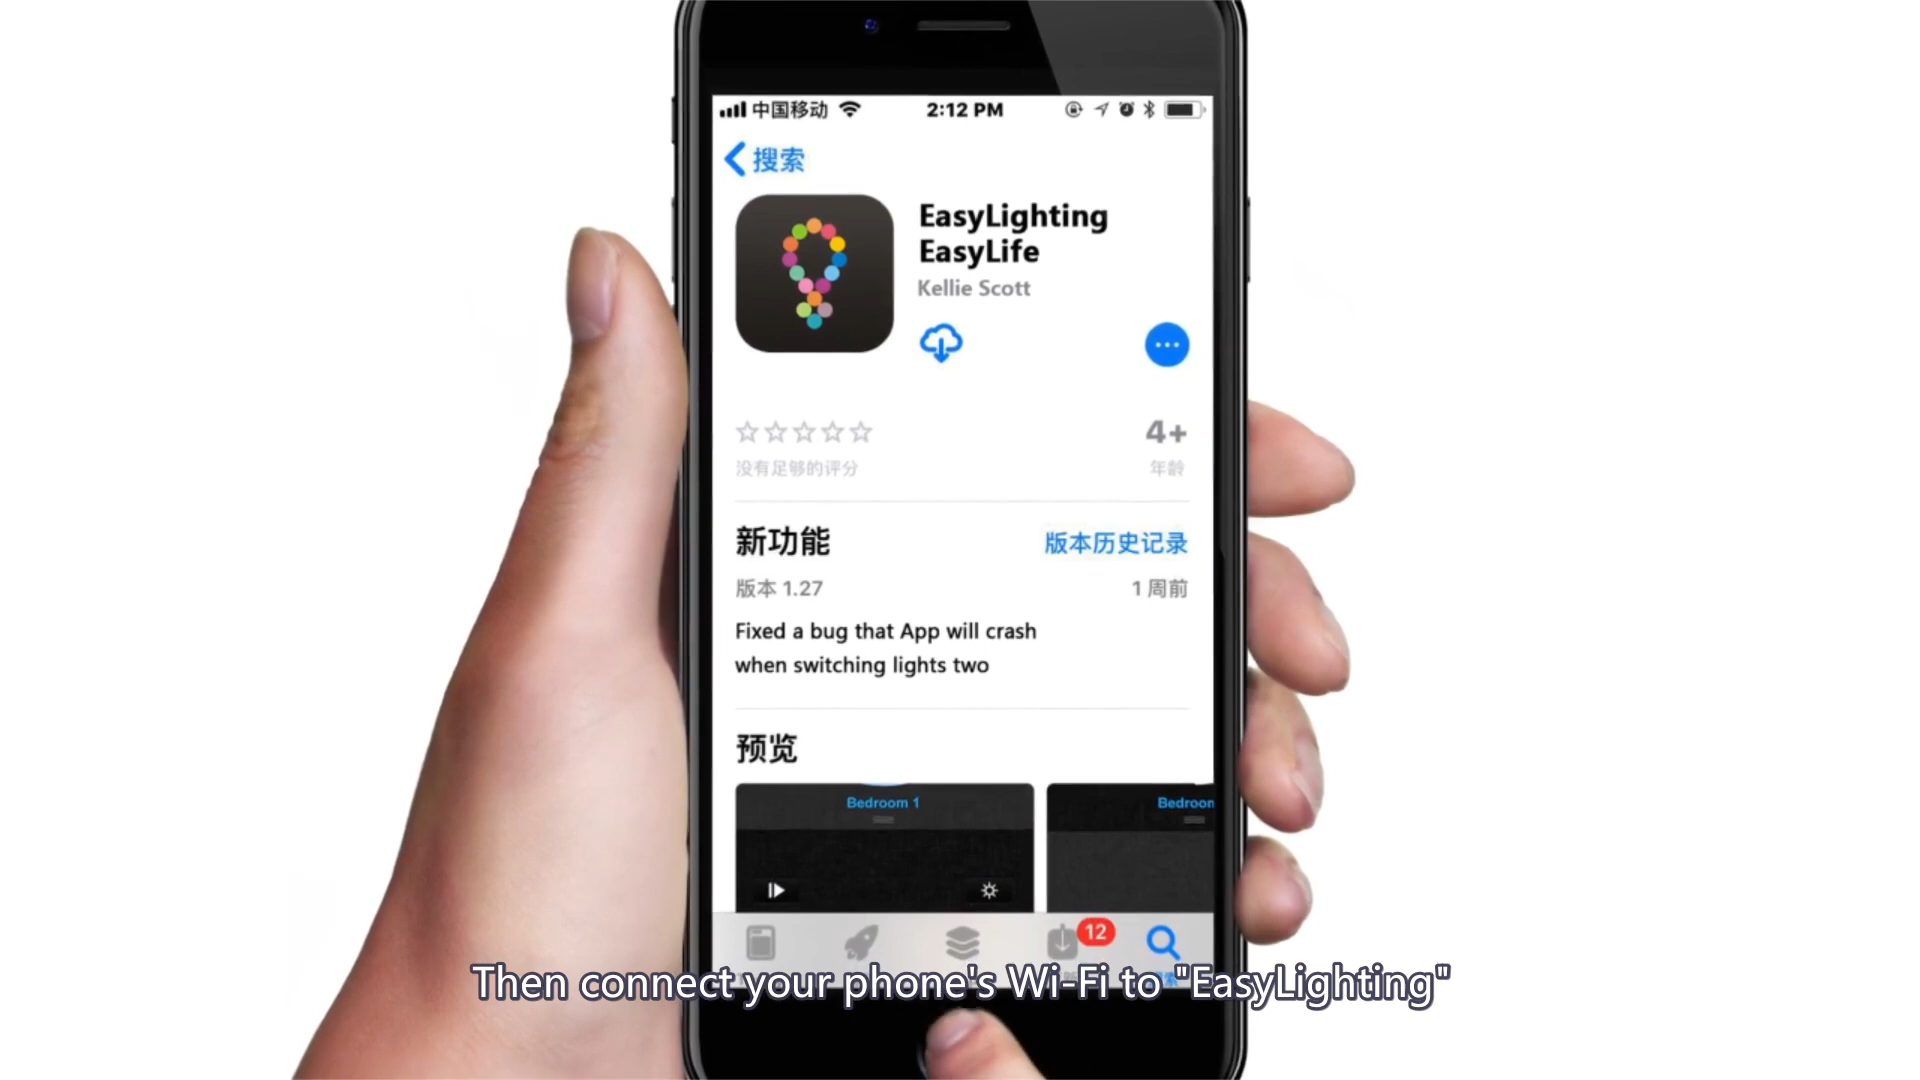 中国移动
2:12 PM
搜索
EasyLighting
EasyLife
Kellie Scott
4+
没有足够的评分
年龄
新功能
版本历史记录
版本 1.27
1 周前
Fixed a bug that App will crash
when switching lights two
预览
Bedroom 1
Bedroom
12
Then connect your phone's Wi-Fi to "EasyLighting"